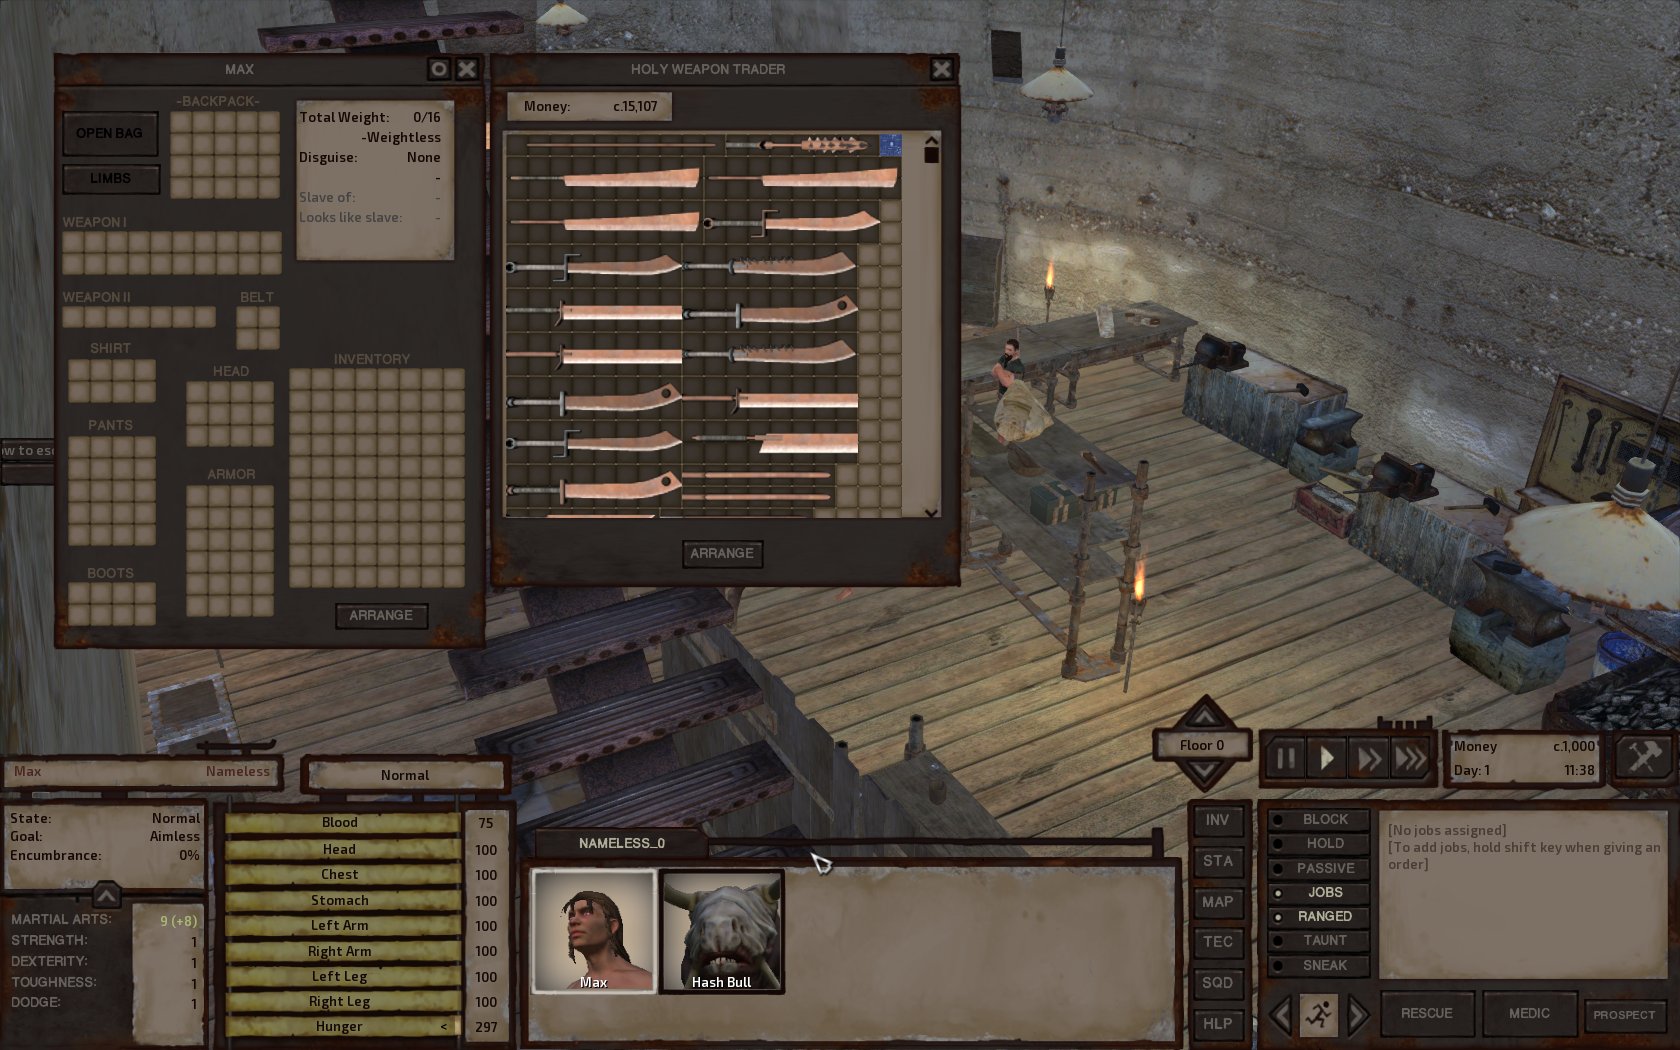 MAX
-BACKPACK-
OPEN BAG
LIMBS
Total Weight: 0/16
-Weightless
Disguise: None
-
Slave of: -
Looks like slave: -
WEAPON I
WEAPON II
BELT
SHIRT
HEAD
INVENTORY
PANTS
ARMOR
BOOTS
ARRANGE
HOLY WEAPON TRADER
Money: c.15,107
ARRANGE
ow to esc
Max Nameless
Normal
State: Normal
Goal: Aimless
Encumbrance: 0%
MARTIAL ARTS: 9 (+8)
STRENGTH: 1
DEXTERITY: 1
TOUGHNESS: 1
DODGE: 1
Blood 75
Head 100
Chest 100
Stomach 100
Left Arm 100
Right Arm 100
Left Leg 100
Right Leg 100
Hunger < 297
NAMELESS_0
Max
Hash Bull
Floor 0
Money c.1,000
Day: 1 11:38
INV
STA
MAP
TEC
SQD
HLP
BLOCK
HOLD
PASSIVE
JOBS
RANGED
TAUNT
SNEAK
[No jobs assigned]
[To add jobs, hold shift key when giving an
order]
RESCUE
MEDIC
PROSPECT